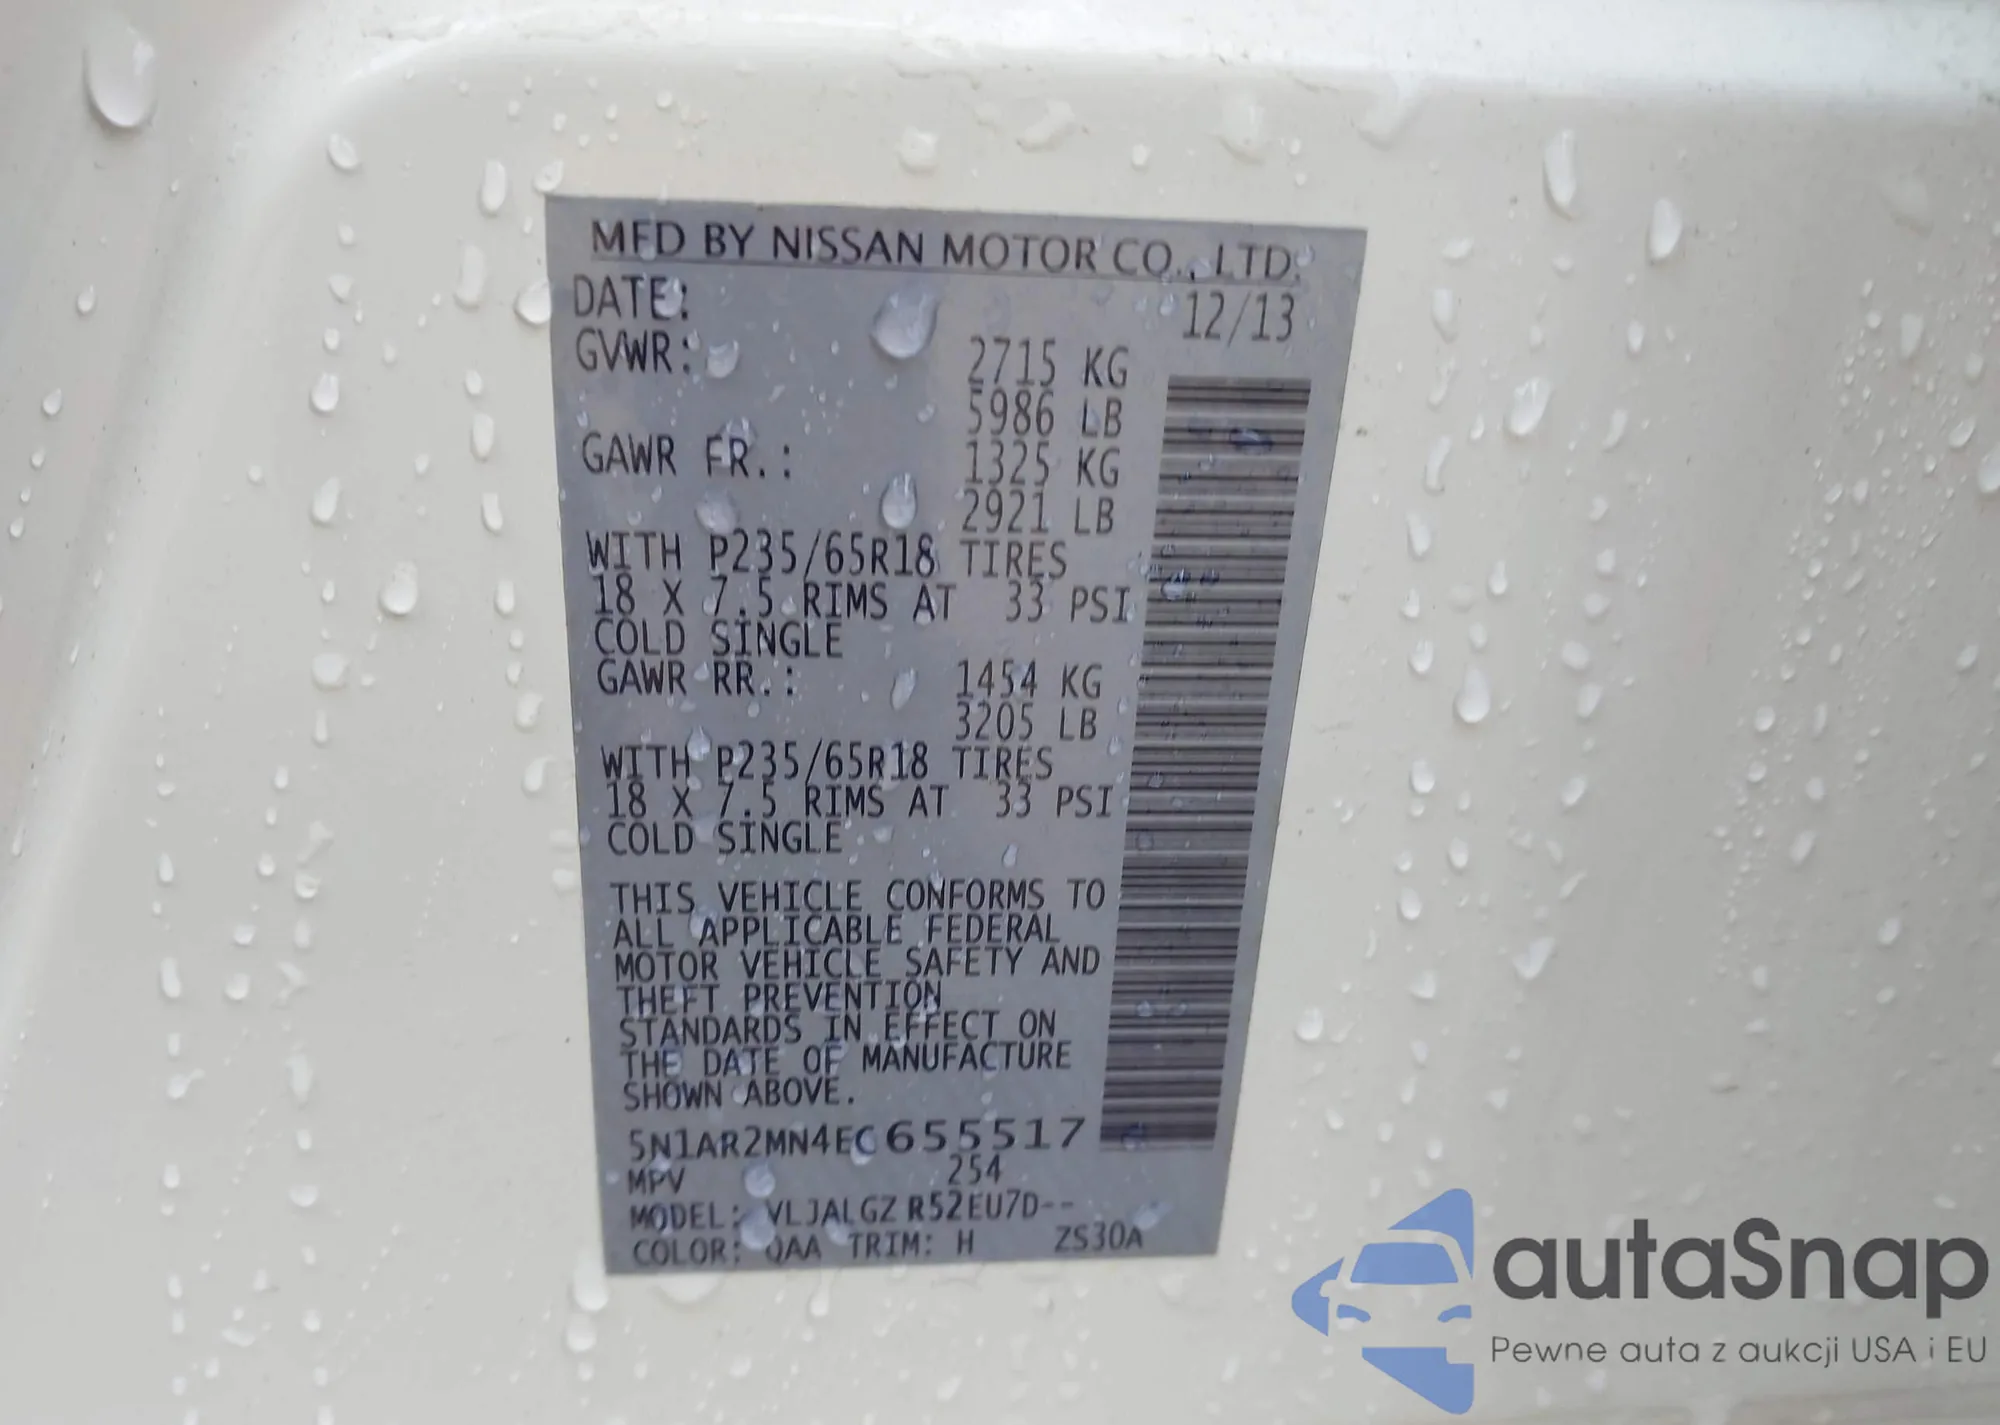 MFD BY NISSAN MOTOR CO., LTD.
DATE: 12/13
GVWR: 2715 KG
5986 LB
GAWR FR.: 1325 KG
2921 LB
WITH P235/65R18 TIRES
18 X 7.5 RIMS AT 33 PSI
COLD SINGLE
GAWR RR.: 1454 KG
3205 LB
WITH P235/65R18 TIRES
18 X 7.5 RIMS AT 33 PSI
COLD SINGLE
THIS VEHICLE CONFORMS TO
ALL APPLICABLE FEDERAL
MOTOR VEHICLE SAFETY AND
THEFT PREVENTION
STANDARDS IN EFFECT ON
THE DATE OF MANUFACTURE
SHOWN ABOVE.
5N1AR2MN4EC655517
MPV 254
MODEL: VLJALGZ R52EU7D--
COLOR: QAA TRIM: H ZS30A
autaSnap
Pewne auta z aukcji USA i EU